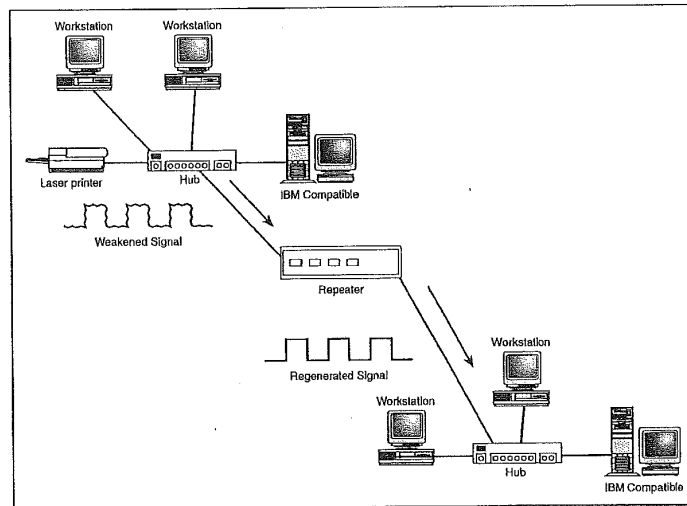 Workstation
Workstation
Laser printer
Hub
IBM Compatible
Weakened Signal
Repeater
Regenerated Signal
Workstation
Workstation
Hub
IBM Compatible